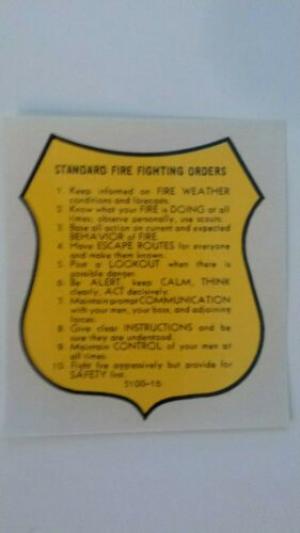 STANDARD FIRE FIGHTING ORDERS
1. Keep informed on FIRE WEATHER
conditions and forecasts.
2. Know what your FIRE is DOING at all
times, observe personally, use scouts.
3. Base all action on current and expected
BEHAVIOR of FIRE.
4. Have ESCAPE ROUTES for everyone
and make them known.
5. Post a LOOKOUT when there is
possible danger.
6. Be ALERT, keep CALM, THINK
clearly, ACT decisively.
7. Maintain prompt COMMUNICATION
with your men, your boss, and adjoining
forces.
8. Give clear INSTRUCTIONS and be
sure they are understood.
9. Maintain CONTROL of your men at
all times.
10. Fight fire aggressively but provide for
SAFETY first.
5100-16